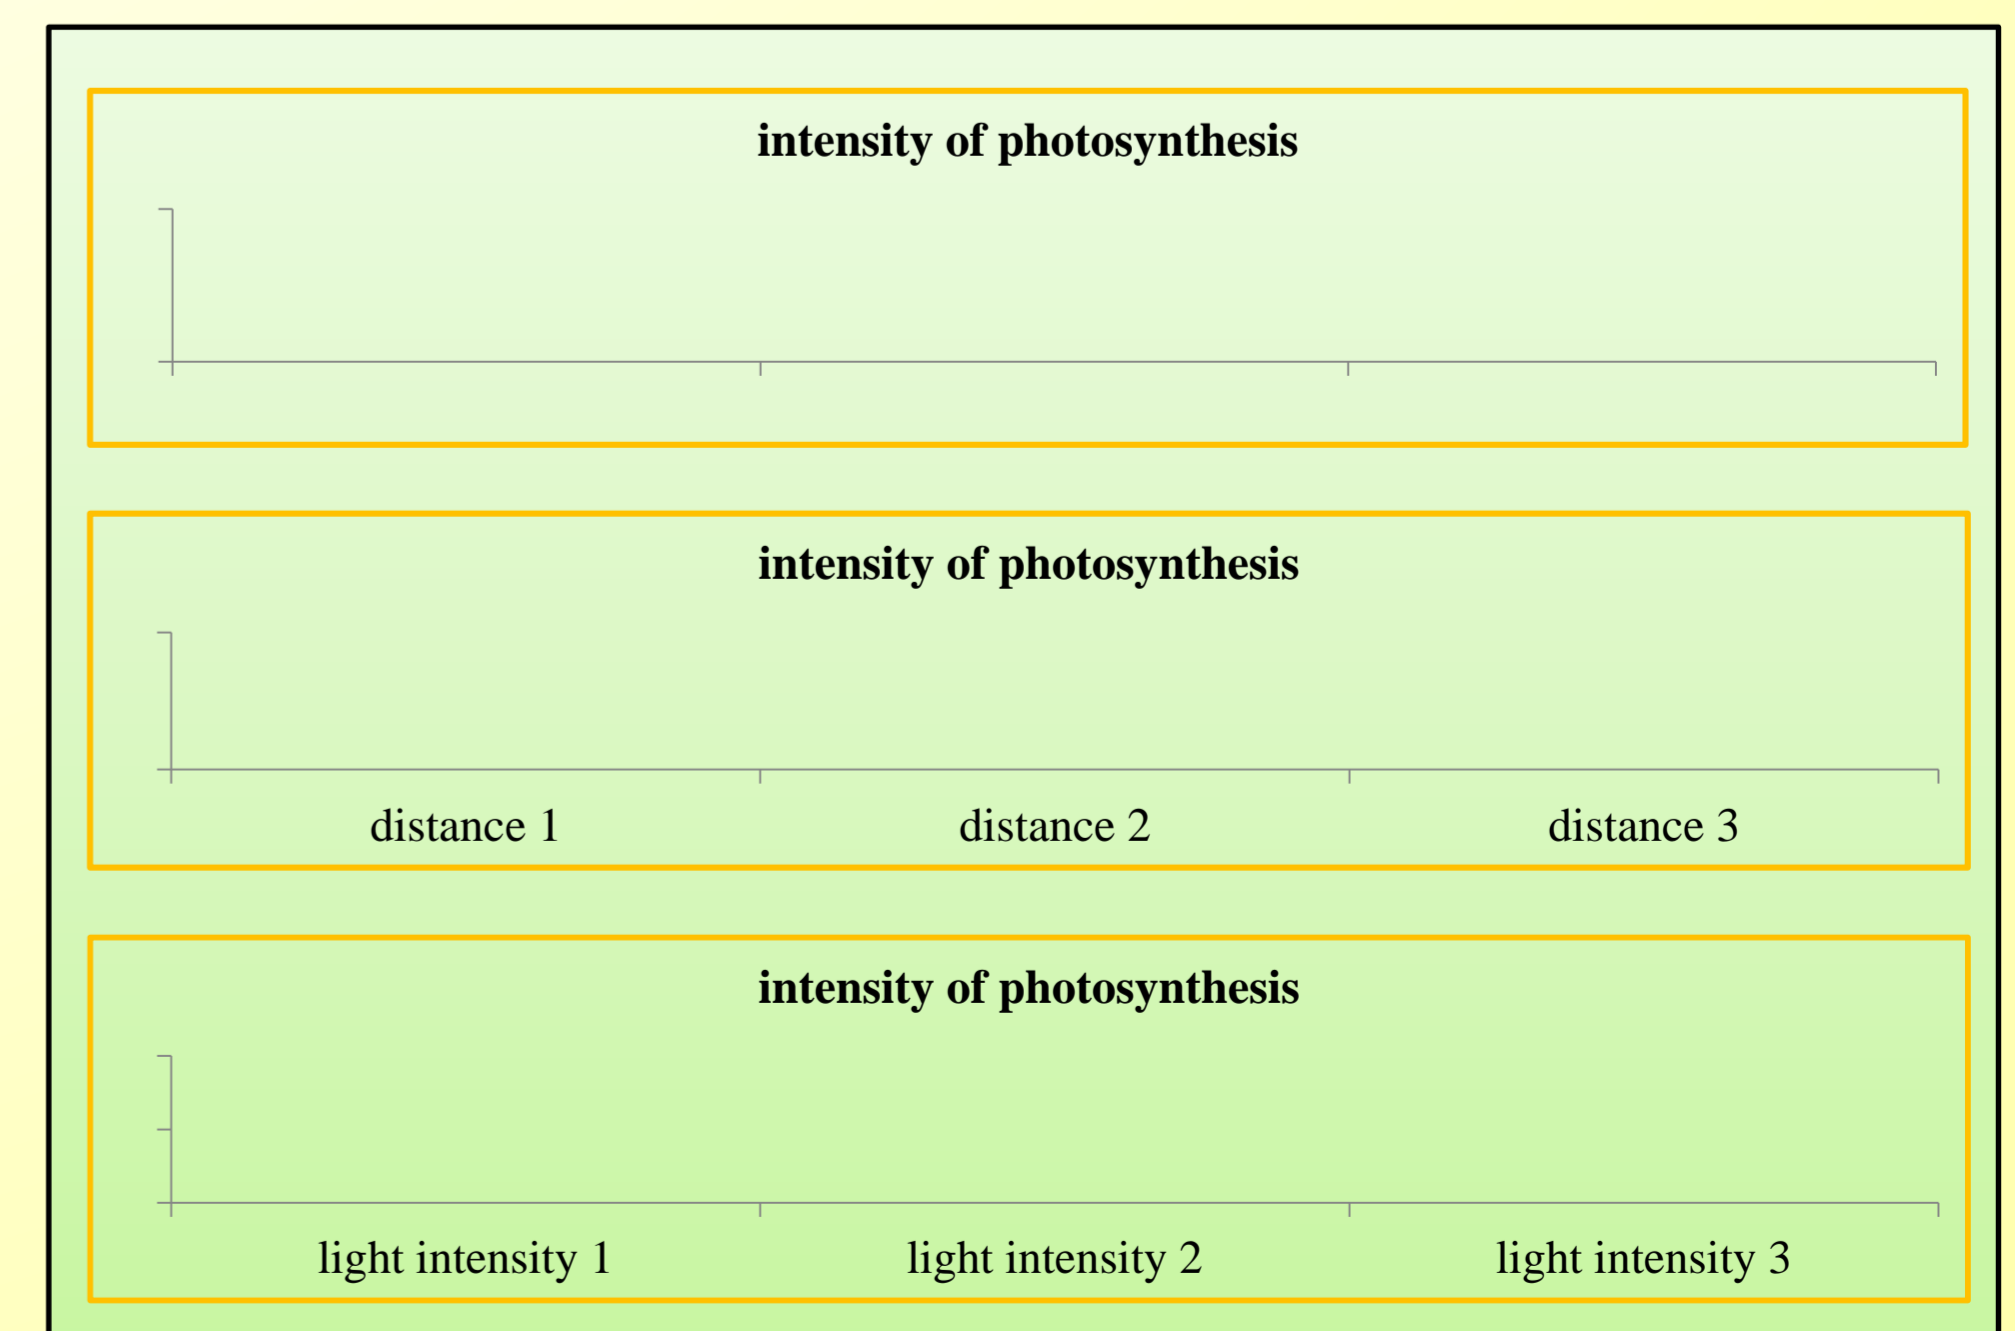 intensity of photosynthesis
intensity of photosynthesis
distance 1 distance 2 distance 3
intensity of photosynthesis
light intensity 1 light intensity 2 light intensity 3